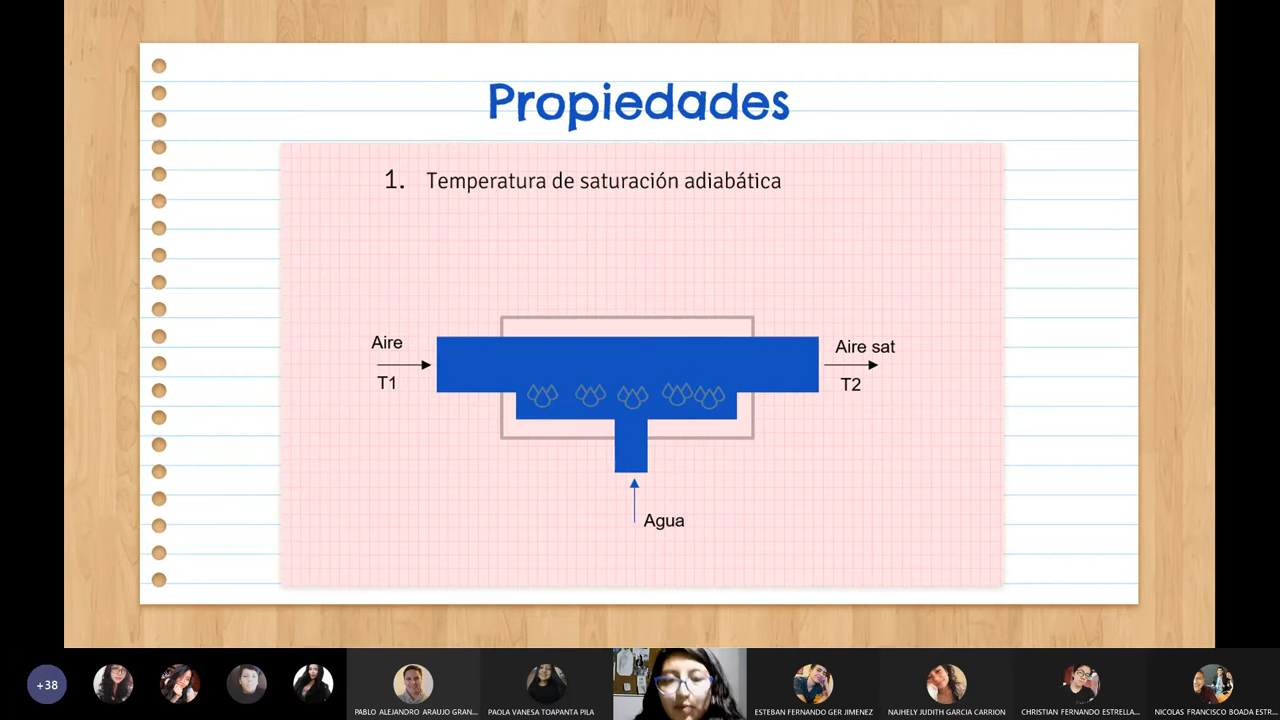 Propiedades
1. Temperatura de saturación adiabática
Aire
T1
Aire sat
T2
Agua
+38
PABLO ALEJANDRO ARAUJO GRAN...
PAOLA VANESA TOAPANTA PILA
ESTEBAN FERNANDO GER JIMENEZ
NAJHELY JUDITH GARCIA CARRION
CHRISTIAN FERNANDO ESTRELLA...
NICOLAS FRANCISCO BOADA ESTR...